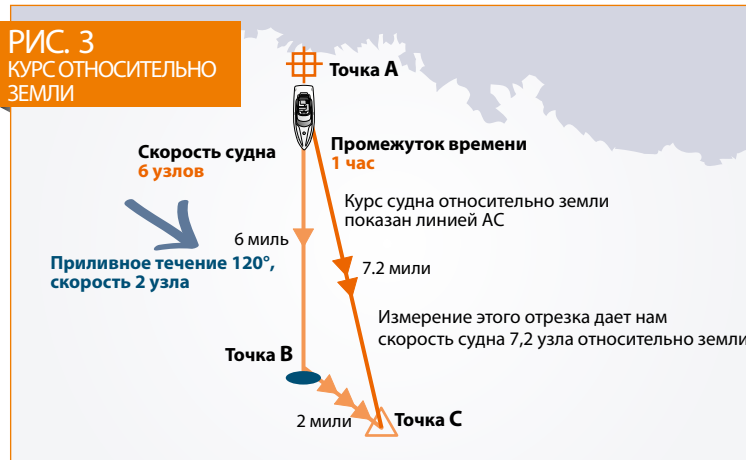 РИС. 3
КУРС ОТНОСИТЕЛЬНО
ЗЕМЛИ
Точка А
Скорость судна
6 узлов
Промежуток времени
1 час
Курс судна относительно земли
показан линией АС
6 миль
Приливное течение 120°,
скорость 2 узла
7.2 мили
Измерение этого отрезка дает нам
скорость судна 7,2 узла относительно земли
Точка В
2 мили
Точка С